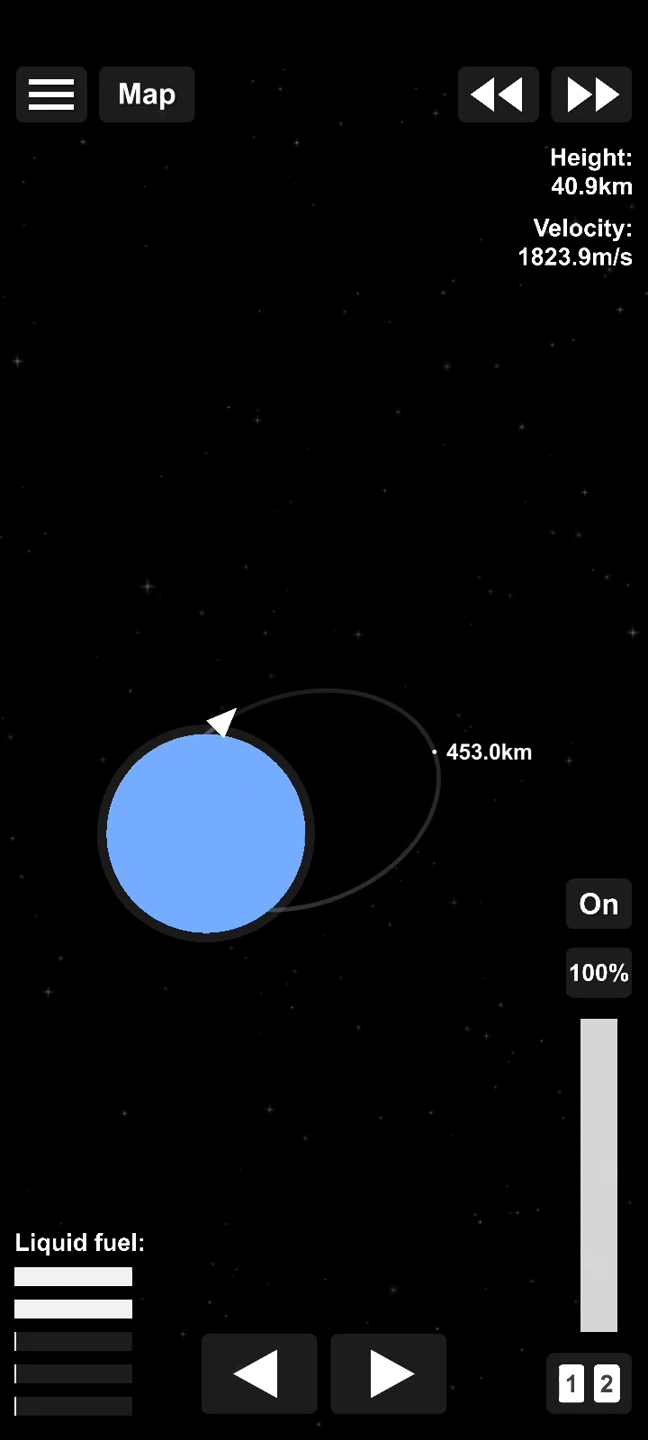 Map
Height:
40.9km
Velocity:
1823.9m/s
453.0km
On
100%
Liquid fuel:
1 2